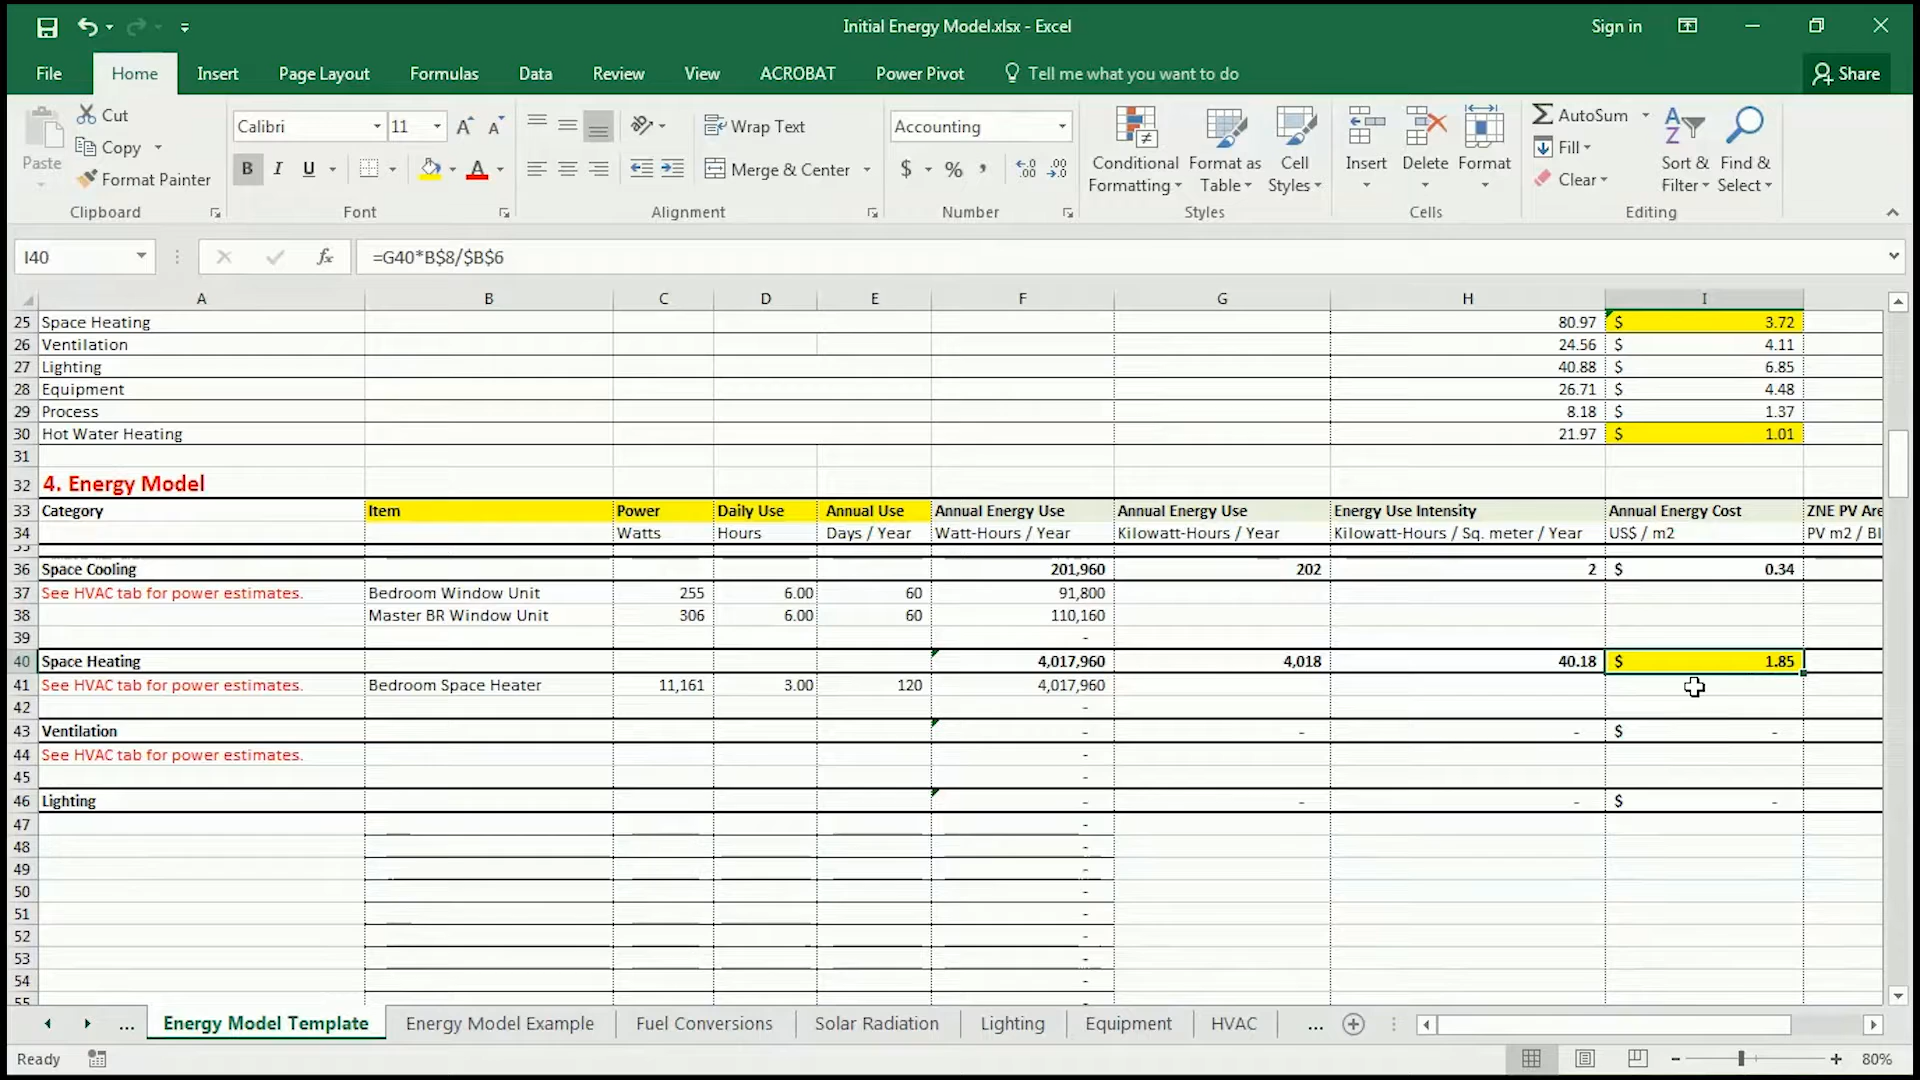 Initial Energy Model.xlsx - Excel
Sign in
File Home Insert Page Layout Formulas Data Review View ACROBAT Power Pivot Tell me what you want to do Share
Paste Cut Copy Format Painter Clipboard
Calibri 11 B I U A Font
Wrap Text Merge & Center Alignment
Accounting $ % , Number
Conditional Formatting Format as Table Cell Styles Styles
Insert Delete Format Cells
AutoSum Fill Clear Sort & Filter Find & Select Editing
I40 fx =G40*B$8/$B$6
A B C D E F G H I
25 Space Heating 80.97 $ 3.72
26 Ventilation 24.56 $ 4.11
27 Lighting 40.88 $ 6.85
28 Equipment 26.71 $ 4.48
29 Process 8.18 $ 1.37
30 Hot Water Heating 21.97 $ 1.01
31
32 4. Energy Model
33 Category Item Power Daily Use Annual Use Annual Energy Use Annual Energy Use Energy Use Intensity Annual Energy Cost ZNE PV Are
34 Watts Hours Days / Year Watt-Hours / Year Kilowatt-Hours / Year Kilowatt-Hours / Sq. meter / Year US$ / m2 PV m2 / Bl
36 Space Cooling 201,960 202 2 $ 0.34
37 See HVAC tab for power estimates. Bedroom Window Unit 255 6.00 60 91,800
38 Master BR Window Unit 306 6.00 60 110,160
39 -
40 Space Heating 4,017,960 4,018 40.18 $ 1.85
41 See HVAC tab for power estimates. Bedroom Space Heater 11,161 3.00 120 4,017,960
42 -
43 Ventilation - - - $ -
44 See HVAC tab for power estimates. -
45 -
46 Lighting - - - $ -
47 -
48 -
49 -
50 -
51 -
52 -
53 -
54 -
55
... Energy Model Template Energy Model Example Fuel Conversions Solar Radiation Lighting Equipment HVAC ...
Ready 80%